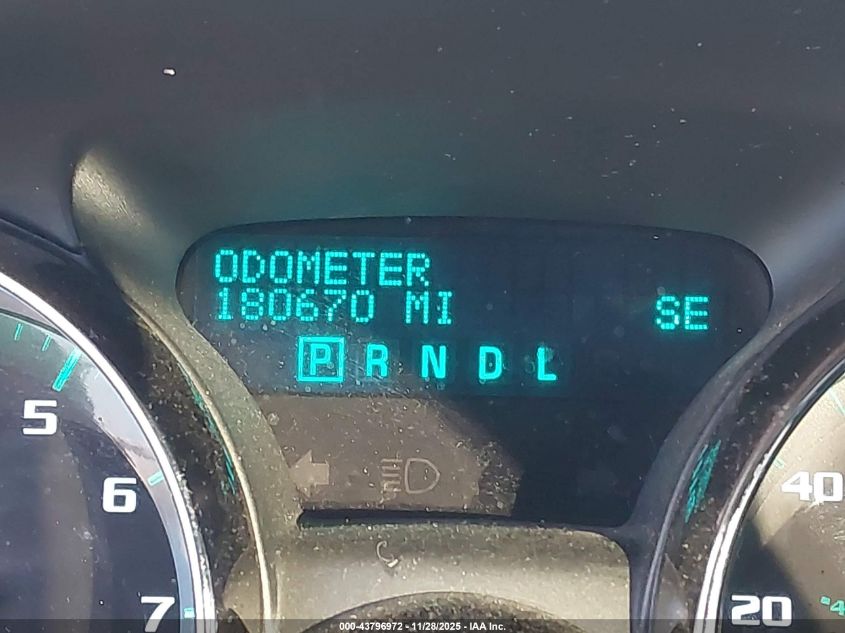 ODOMETER
180670 MI SE
P R N D L
5
6
7
40
20
000-43796972 - 11/28/2025 - IAA Inc.